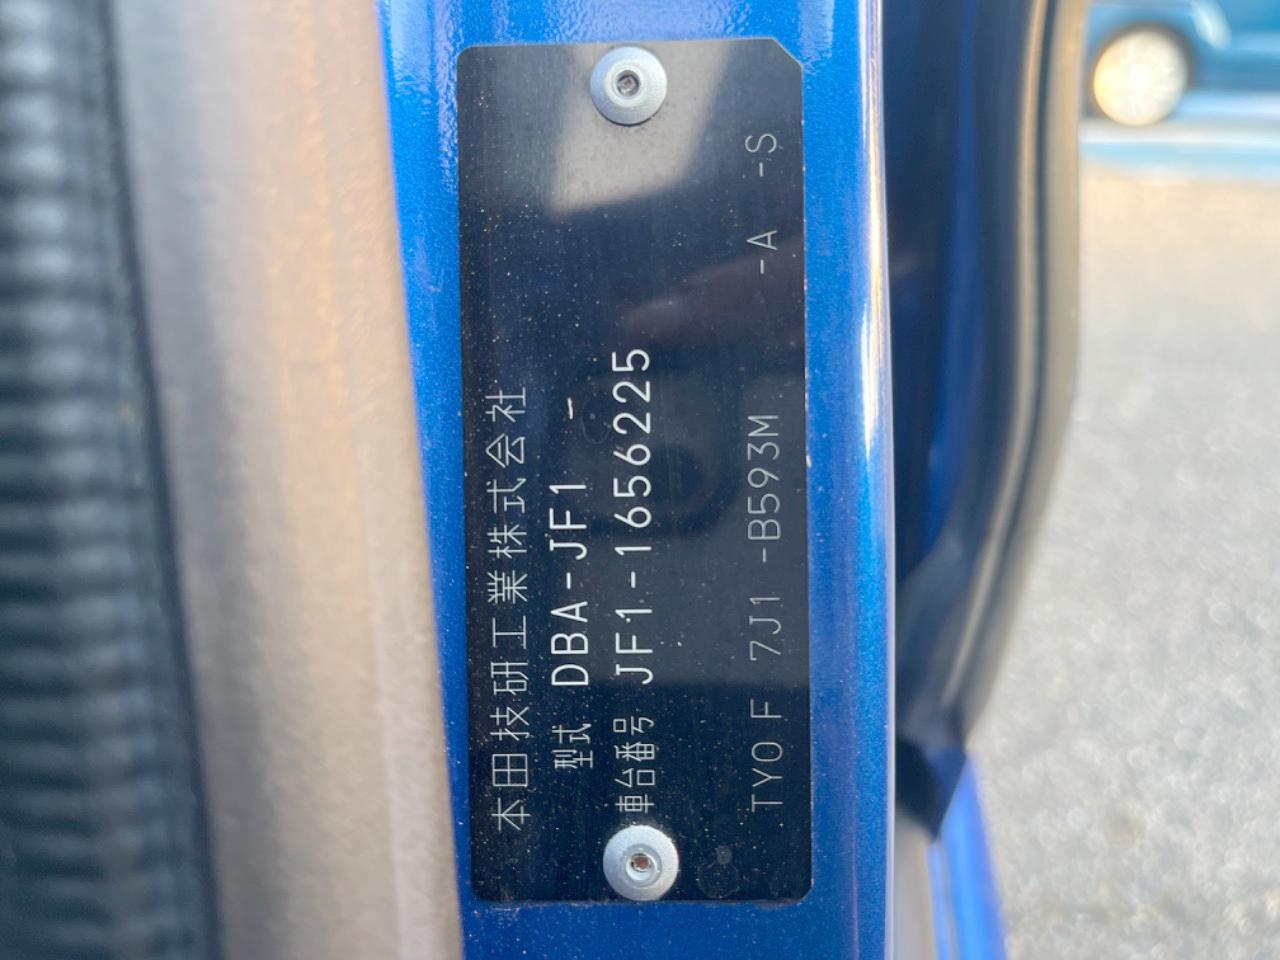 本田技研工業株式会社
型式 DBA-JF1 -
車台番号 JF1-1656225
TY0 F 7J1 -B593M -A -S